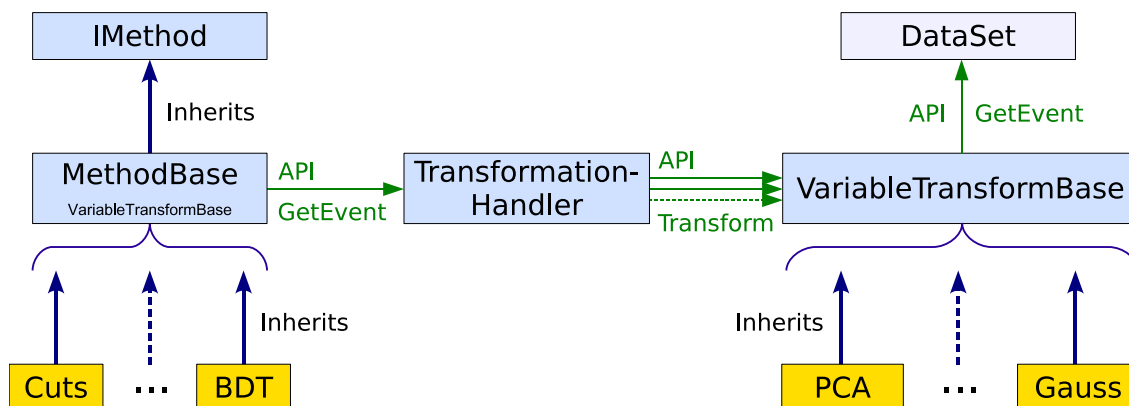 IMethod
DataSet
Inherits
API
GetEvent
MethodBase
VariableTransformBase
API
GetEvent
Transformation-
Handler
API
Transform
VariableTransformBase
Inherits
Inherits
Cuts
...
BDT
PCA
...
Gauss